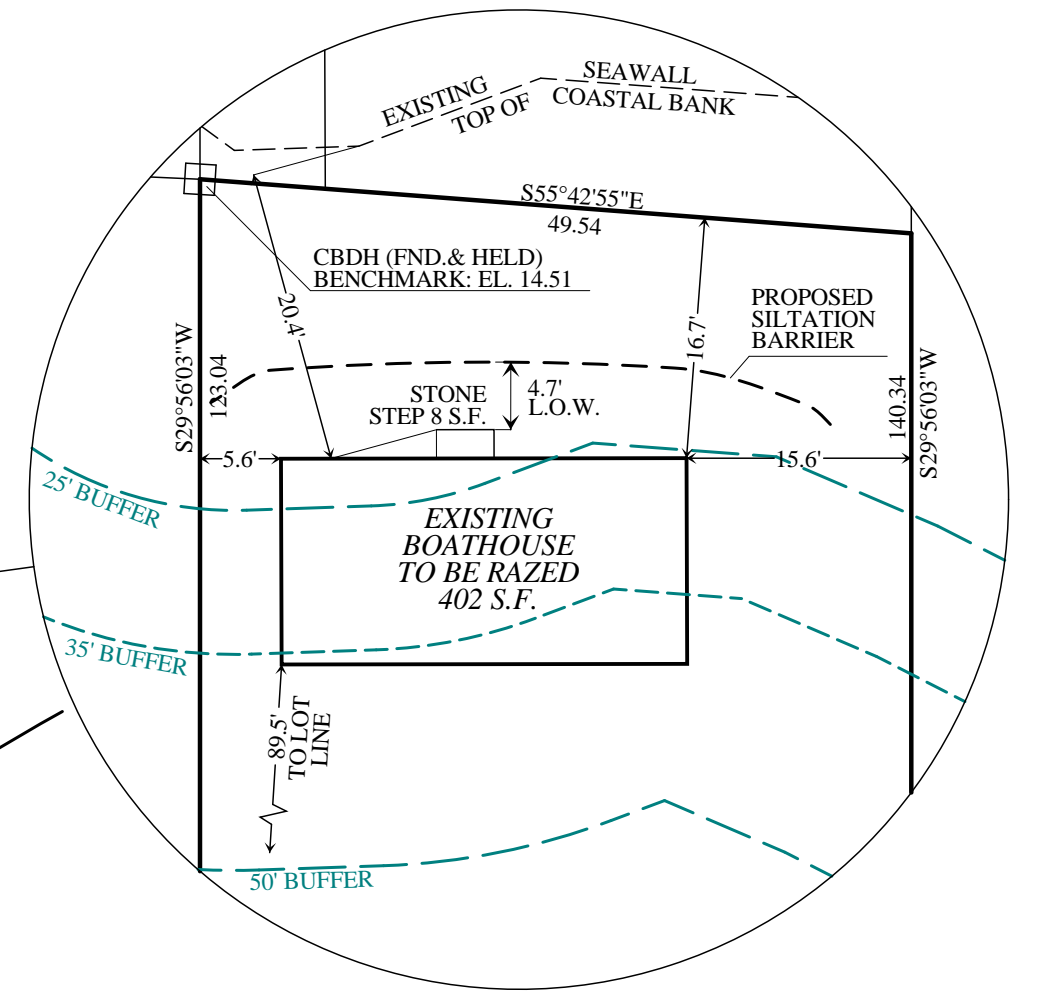 EXISTING SEAWALL
TOP OF COASTAL BANK
S55°42'55"E
49.54
CBDH (FND.& HELD)
BENCHMARK: EL. 14.51
20.4'
16.7'
PROPOSED
SILTATION
BARRIER
S29°56'03"W
123.04
STONE
STEP 8 S.F.
4.7'
L.O.W.
140.34
S29°56'03"W
5.6'
15.6'
25' BUFFER
EXISTING
BOATHOUSE
TO BE RAZED
402 S.F.
35' BUFFER
89.5'
TO LOT
LINE
50' BUFFER